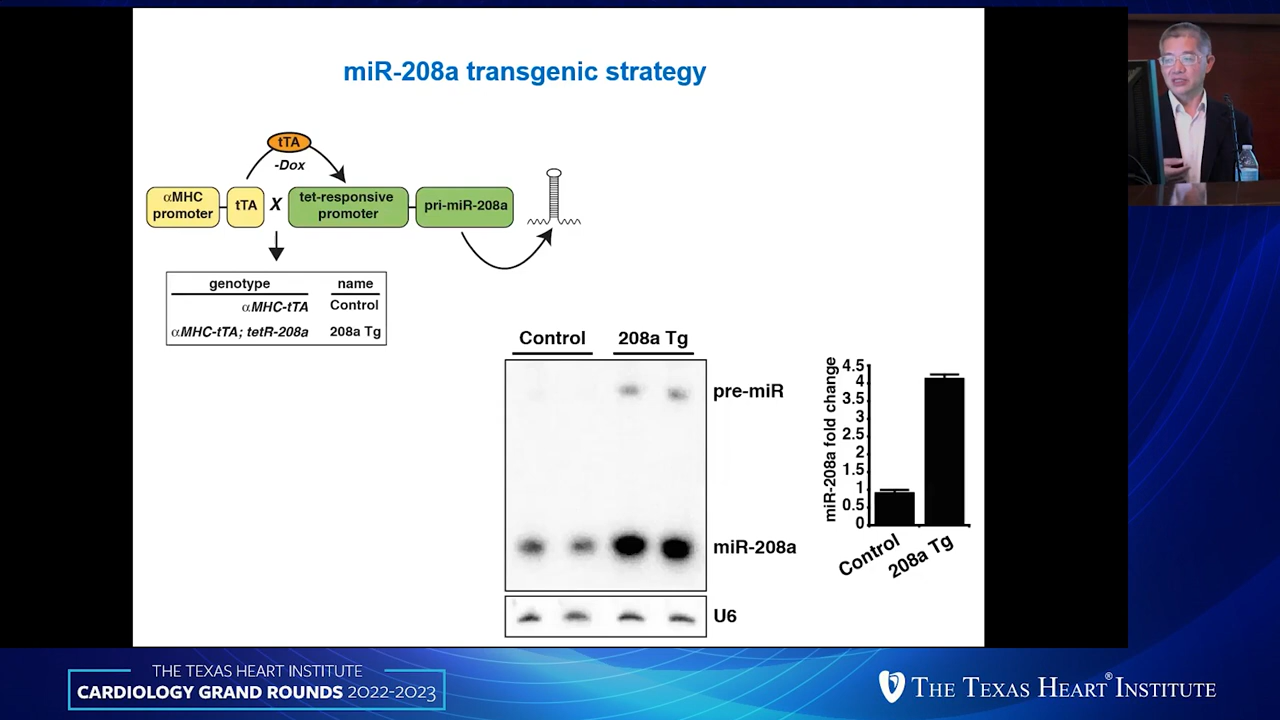 miR-208a transgenic strategy
tTA
-Dox
αMHC
promoter
tTA
X
tet-responsive
promoter
pri-miR-208a
genotype name
αMHC-tTA Control
αMHC-tTA; tetR-208a 208a Tg
Control 208a Tg
pre-miR
miR-208a
U6
miR-208a fold change
4.5
4
3.5
3
2.5
2
1.5
1
0.5
0
Control
208a Tg
THE TEXAS HEART INSTITUTE
CARDIOLOGY GRAND ROUNDS 2022-2023
THE TEXAS HEART® INSTITUTE